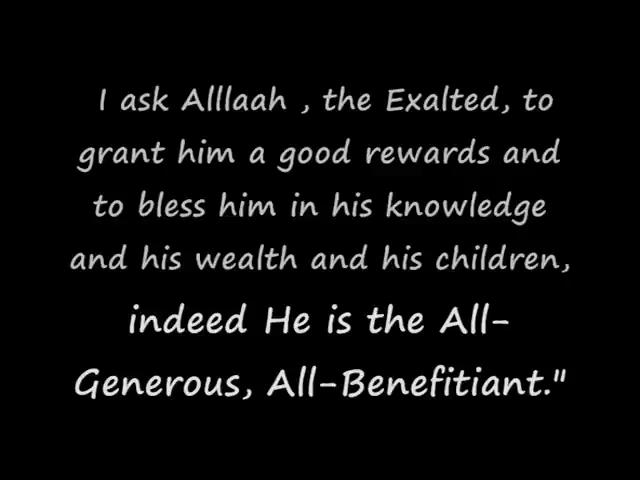 I ask Alllaah , the Exalted, to
grant him a good rewards and
to bless him in his knowledge
and his wealth and his children,
indeed He is the All-
Generous, All-Benefitiant."